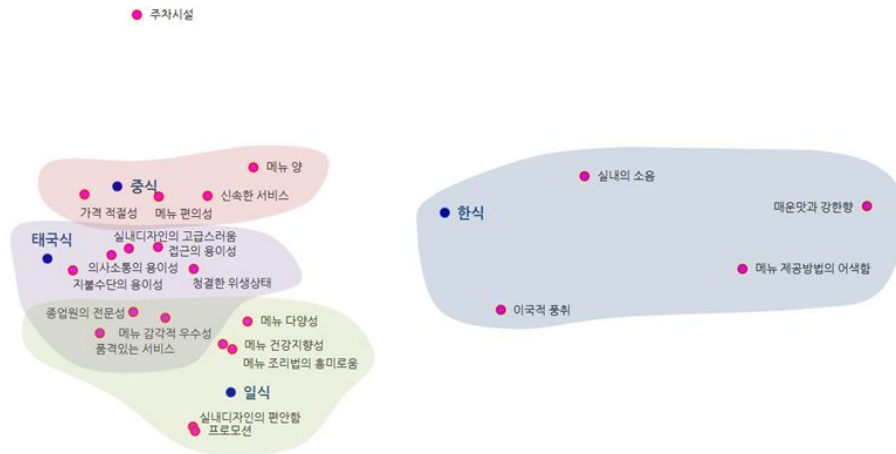 주차시설
메뉴 양
중식
가격 적절성
메뉴 편의성
신속한 서비스
태국식
실내디자인의 고급스러움
접근의 용이성
의사소통의 용이성
지불수단의 용이성
청결한 위생상태
종업원의 전문성
메뉴 감각적 우수성
품격있는 서비스
메뉴 다양성
메뉴 건강지향성
메뉴 조리법의 흥미로움
일식
실내디자인의 편안함
프로모션
실내의 소음
한식
매운맛과 강한향
메뉴 제공방법의 어색함
이국적 풍취